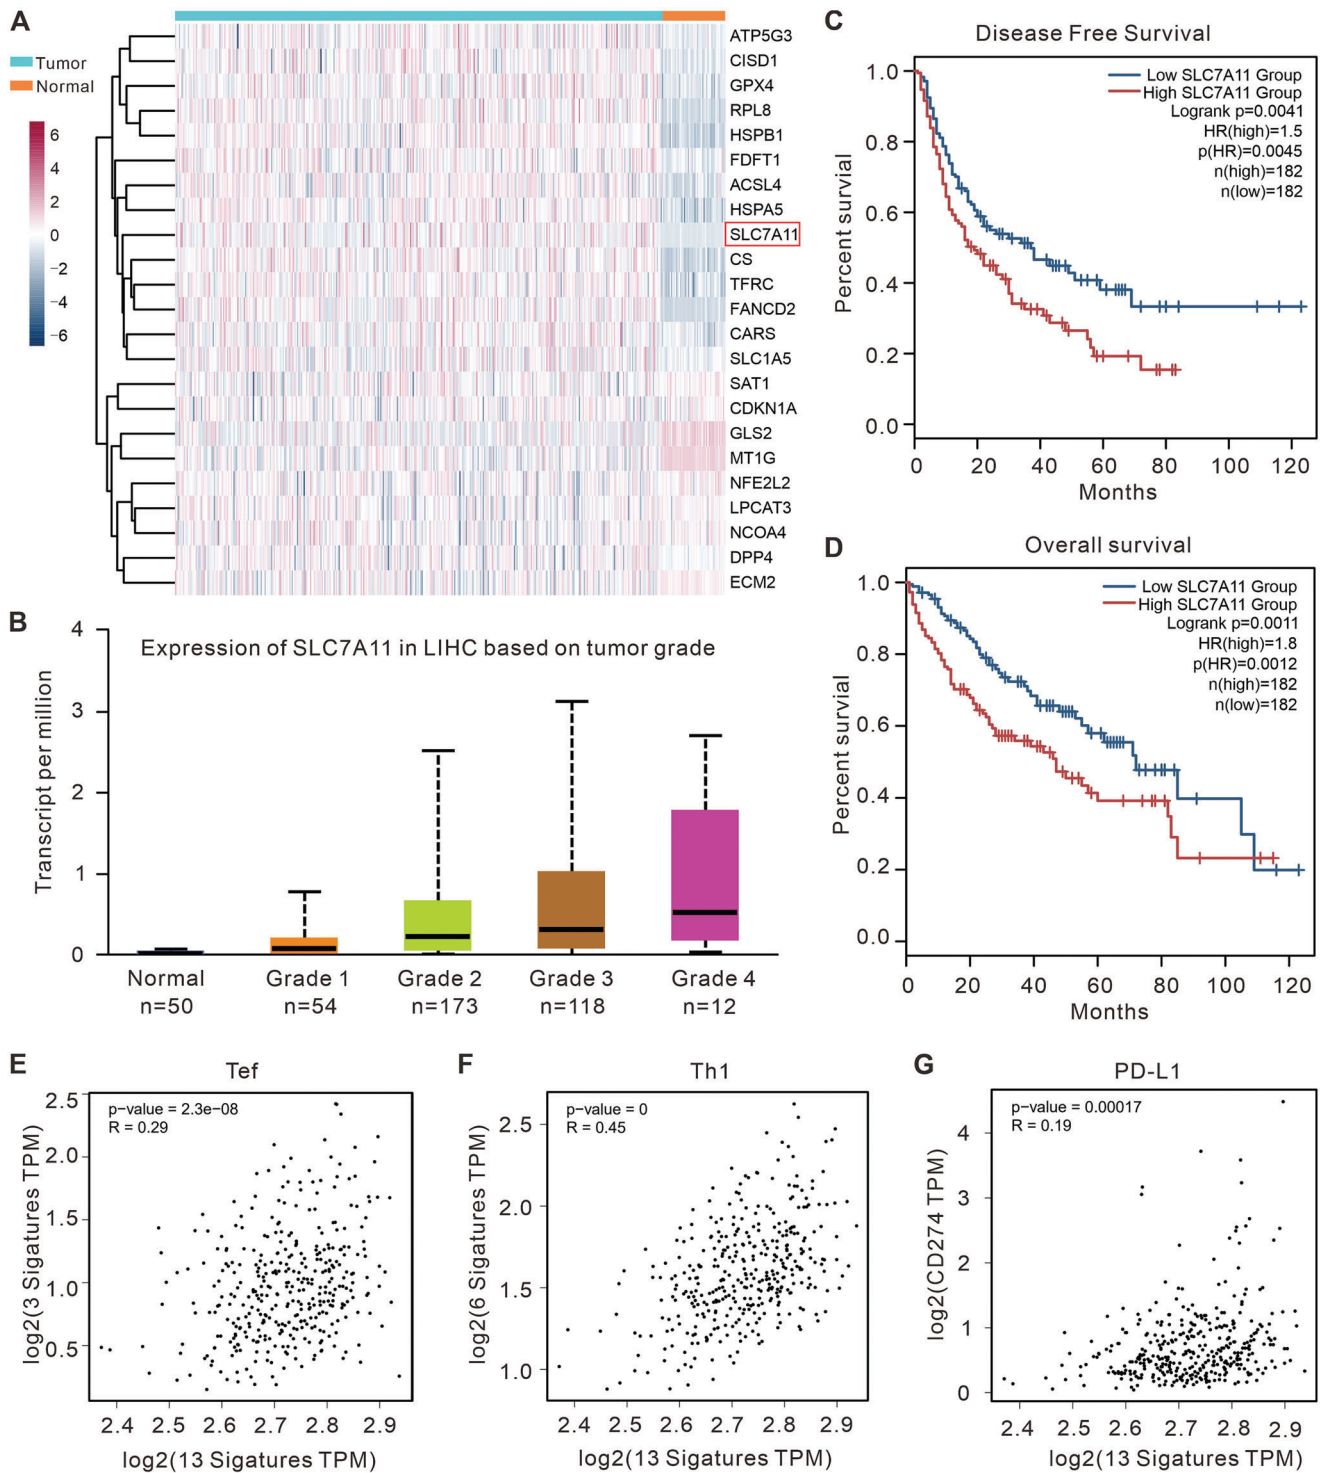 A
Tumor
Normal
6
4
2
0
−2
−4
−6
ATP5G3
CISD1
GPX4
RPL8
HSPB1
FDFT1
ACSL4
HSPA5
SLC7A11
CS
TFRC
FANCD2
CARS
SLC1A5
SAT1
CDKN1A
GLS2
MT1G
NFE2L2
LPCAT3
NCOA4
DPP4
ECM2
B
Expression of SLC7A11 in LIHC based on tumor grade
Transcript per million
4
3
2
1
0
Normal Grade 1 Grade 2 Grade 3 Grade 4
n=50 n=54 n=173 n=118 n=12
C
Disease Free Survival
Low SLC7A11 Group
High SLC7A11 Group
Logrank p=0.0041
HR(high)=1.5
p(HR)=0.0045
n(high)=182
n(low)=182
Percent survial
1.0
0.8
0.6
0.4
0.2
0.0
0 20 40 60 80 100 120
Months
D
Overall survival
Low SLC7A11 Group
High SLC7A11 Group
Logrank p=0.0011
HR(high)=1.8
p(HR)=0.0012
n(high)=182
n(low)=182
Percent survial
1.0
0.8
0.6
0.4
0.2
0.0
0 20 40 60 80 100 120
Months
E
Tef
p−value = 2.3e−08
R = 0.29
log2(3 Sigatures TPM)
2.5
2.0
1.5
1.0
0.5
2.4 2.5 2.6 2.7 2.8 2.9
log2(13 Sigatures TPM)
F
Th1
p−value = 0
R = 0.45
log2(6 Sigatures TPM)
2.5
2.0
1.5
1.0
2.4 2.5 2.6 2.7 2.8 2.9
log2(13 Sigatures TPM)
G
PD-L1
p−value = 0.00017
R = 0.19
log2(CD274 TPM)
4
3
2
1
0
2.4 2.5 2.6 2.7 2.8 2.9
log2(13 Sigatures TPM)